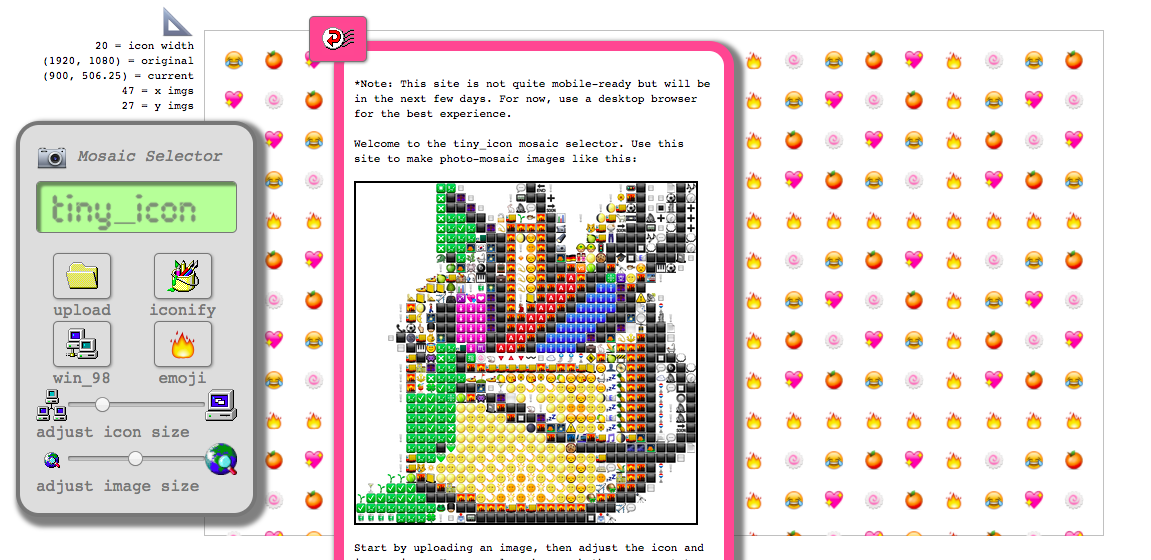 20 = icon width
(1920, 1080) = original
(900, 506.25) = current
47 = x imgs
27 = y imgs
Mosaic Selector
tiny_icon
upload
iconify
win_98
emoji
adjust icon size
adjust image size
*Note: This site is not quite mobile-ready but will be
in the next few days. For now, use a desktop browser
for the best experience.
Welcome to the tiny_icon mosaic selector. Use this
site to make photo-mosaic images like this:
Start by uploading an image, then adjust the icon and